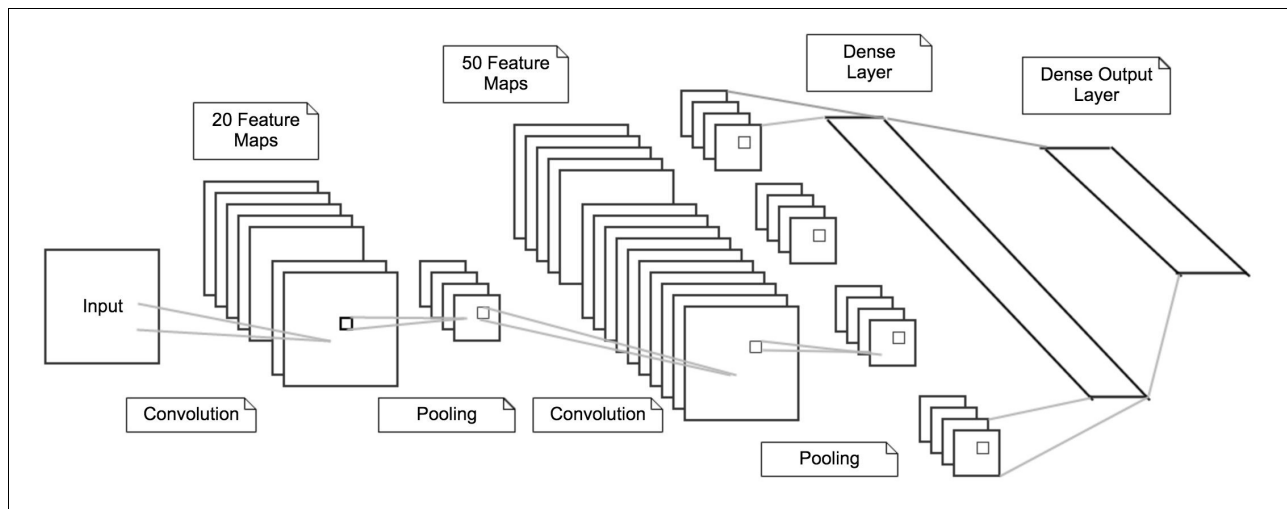 20 Feature
Maps
50 Feature
Maps
Dense
Layer
Dense Output
Layer
Input
Convolution
Pooling
Convolution
Pooling